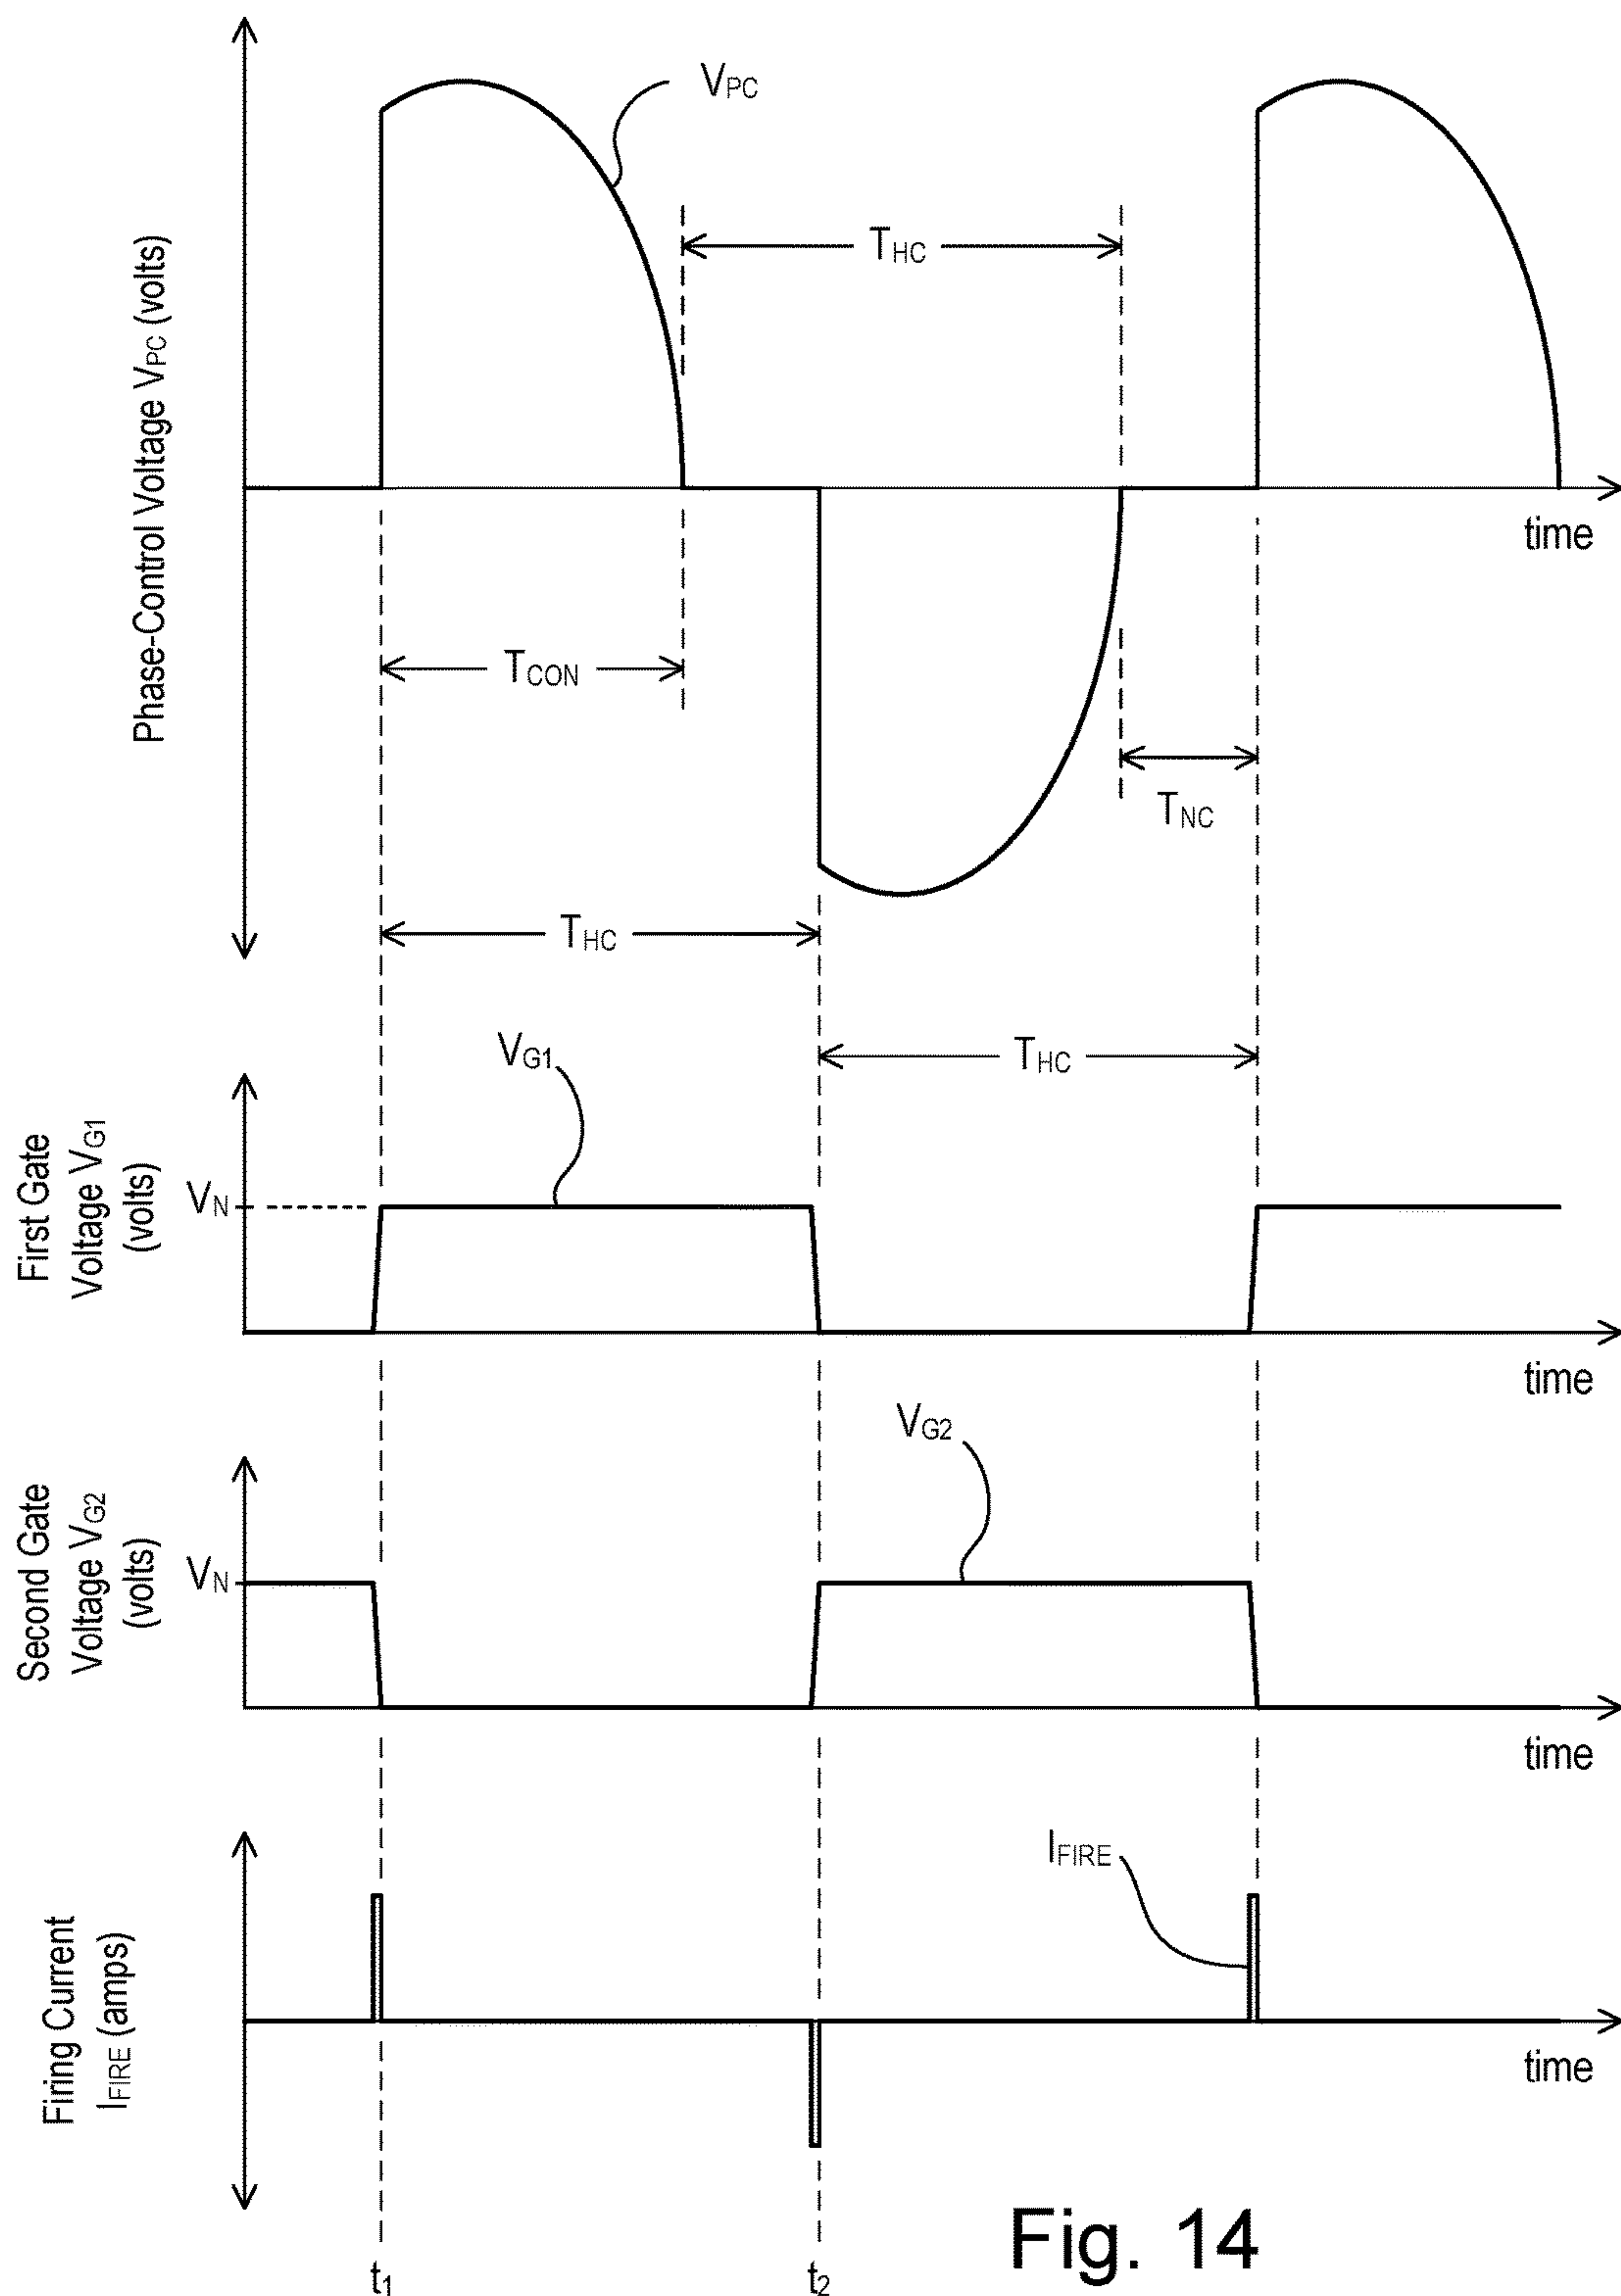 Phase-Control Voltage VPC (volts)
VPC
THC
time
TCON
TNC
THC
THC
First Gate
Voltage VG1
(volts)
VG1
VN
time
Second Gate
Voltage VG2
(volts)
VG2
VN
time
Firing Current
IFIRE (amps)
IFIRE
time
t1
t2
Fig. 14